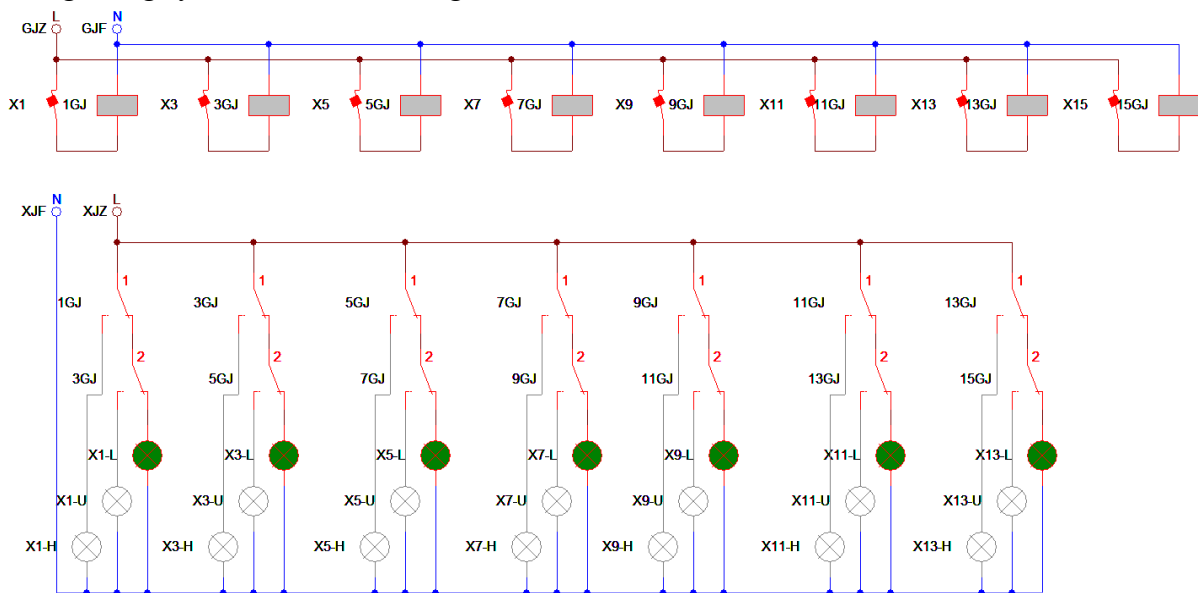 L N
GJZ GJF
X1 1GJ X3 3GJ X5 5GJ X7 7GJ X9 9GJ X11 11GJ X13 13GJ X15 15GJ
N L
XJF XJZ
1 1 1 1 1 1 1
1GJ 3GJ 5GJ 7GJ 9GJ 11GJ 13GJ
2 2 2 2 2 2 2
3GJ 5GJ 7GJ 9GJ 11GJ 13GJ 15GJ
X1-L X3-L X5-L X7-L X9-L X11-L X13-L
X1-U X3-U X5-U X7-U X9-U X11-U X13-U
X1-H X3-H X5-H X7-H X9-H X11-H X13-H